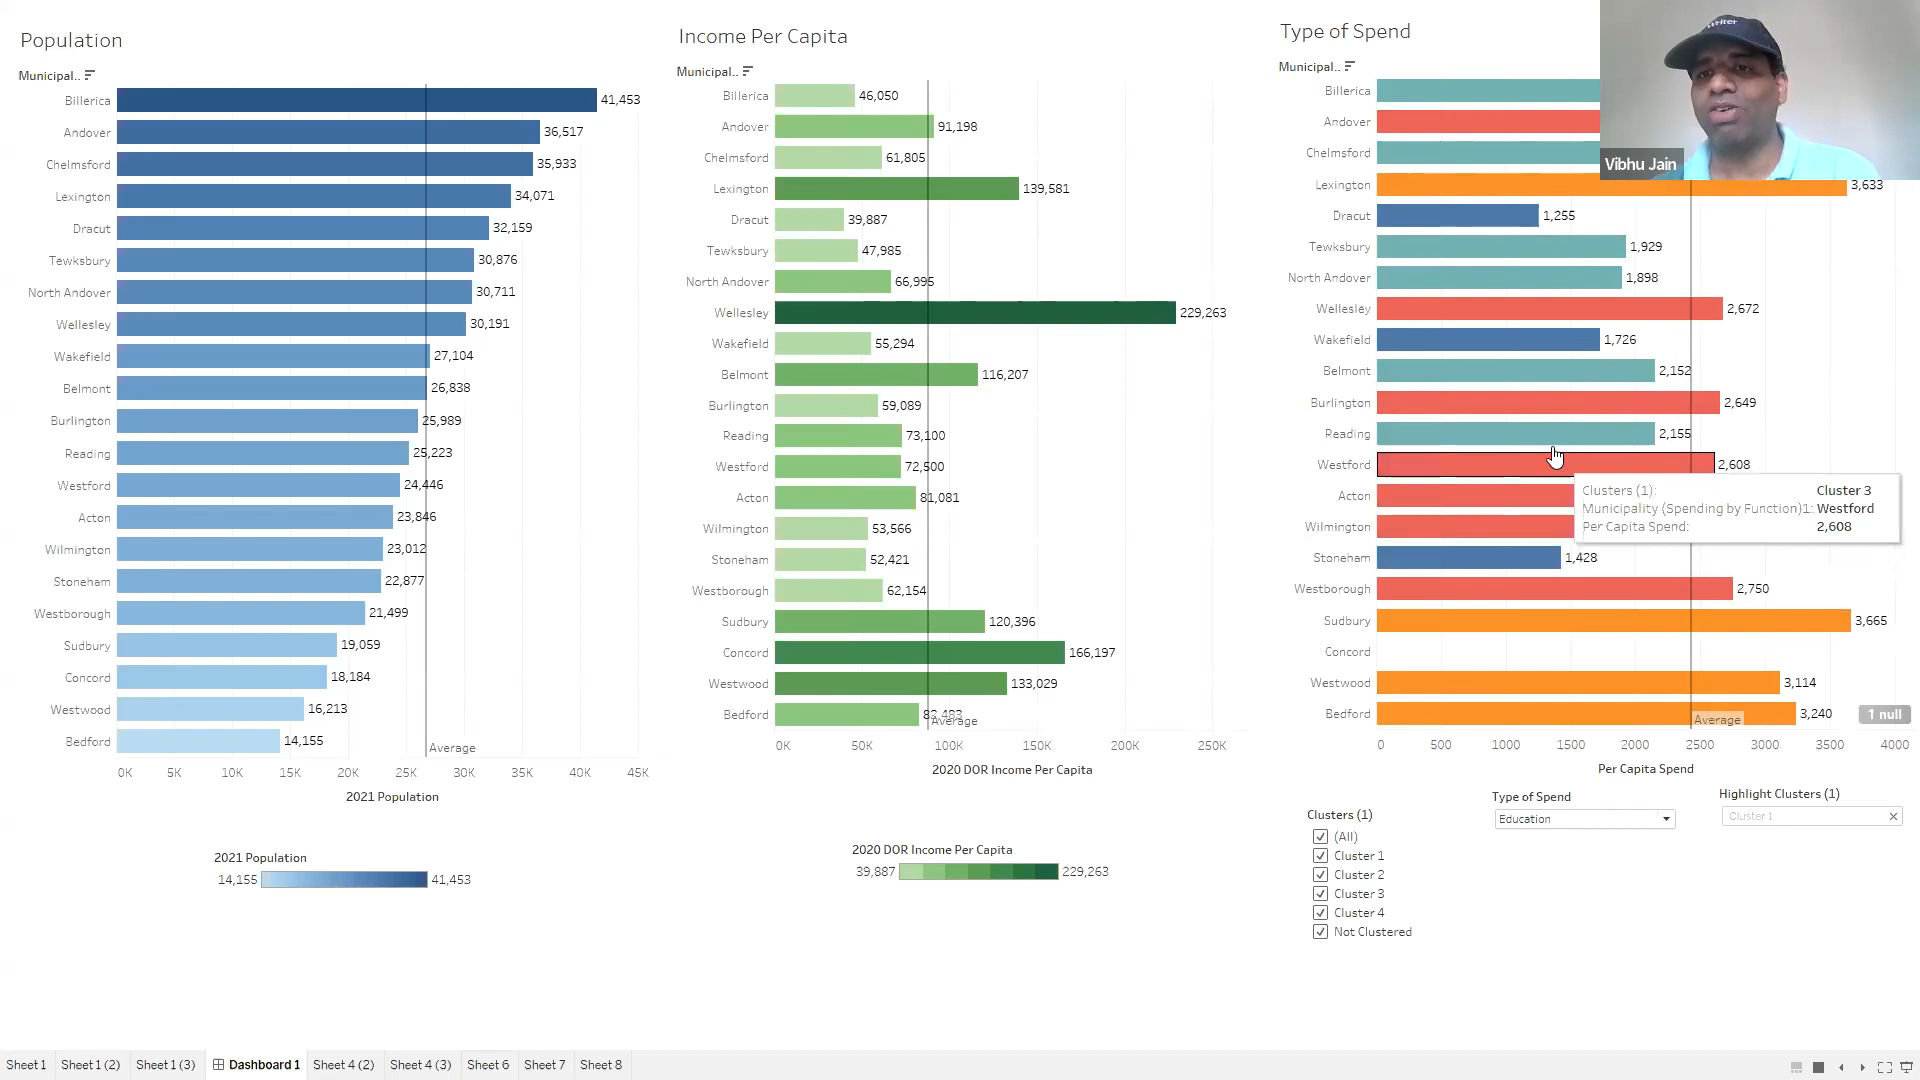 Population
Municipal..
Billerica 41,453
Andover 36,517
Chelmsford 35,933
Lexington 34,071
Dracut 32,159
Tewksbury 30,876
North Andover 30,711
Wellesley 30,191
Wakefield 27,104
Belmont 26,838
Burlington 25,989
Reading 25,223
Westford 24,446
Acton 23,846
Wilmington 23,012
Stoneham 22,877
Westborough 21,499
Sudbury 19,059
Concord 18,184
Westwood 16,213
Bedford 14,155
Average
0K 5K 10K 15K 20K 25K 30K 35K 40K 45K
2021 Population
2021 Population
14,155 41,453
Income Per Capita
Municipal..
Billerica 46,050
Andover 91,198
Chelmsford 61,805
Lexington 139,581
Dracut 39,887
Tewksbury 47,985
North Andover 66,995
Wellesley 229,263
Wakefield 55,294
Belmont 116,207
Burlington 59,089
Reading 73,100
Westford 72,500
Acton 81,081
Wilmington 53,566
Stoneham 52,421
Westborough 62,154
Sudbury 120,396
Concord 166,197
Westwood 133,029
Bedford
Average
0K 50K 100K 150K 200K 250K
2020 DOR Income Per Capita
2020 DOR Income Per Capita
39,887 229,263
Type of Spend
Municipal..
Billerica
Andover
Chelmsford
Lexington 3,633
Dracut 1,255
Tewksbury 1,929
North Andover 1,898
Wellesley 2,672
Wakefield 1,726
Belmont 2,152
Burlington 2,649
Reading 2,155
Westford 2,608
Acton
Wilmington
Stoneham 1,428
Westborough 2,750
Sudbury 3,665
Concord
Westwood 3,114
Bedford 3,240
Average
1 null
0 500 1000 1500 2000 2500 3000 3500 4000
Per Capita Spend
Clusters (1): Cluster 3
Municipality (Spending by Function)1: Westford
Per Capita Spend: 2,608
writer
Vibhu Jain
Clusters (1)
(All)
Cluster 1
Cluster 2
Cluster 3
Cluster 4
Not Clustered
Type of Spend
Education
Highlight Clusters (1)
Cluster 1
Sheet 1 Sheet 1 (2) Sheet 1 (3) Dashboard 1 Sheet 4 (2) Sheet 4 (3) Sheet 6 Sheet 7 Sheet 8